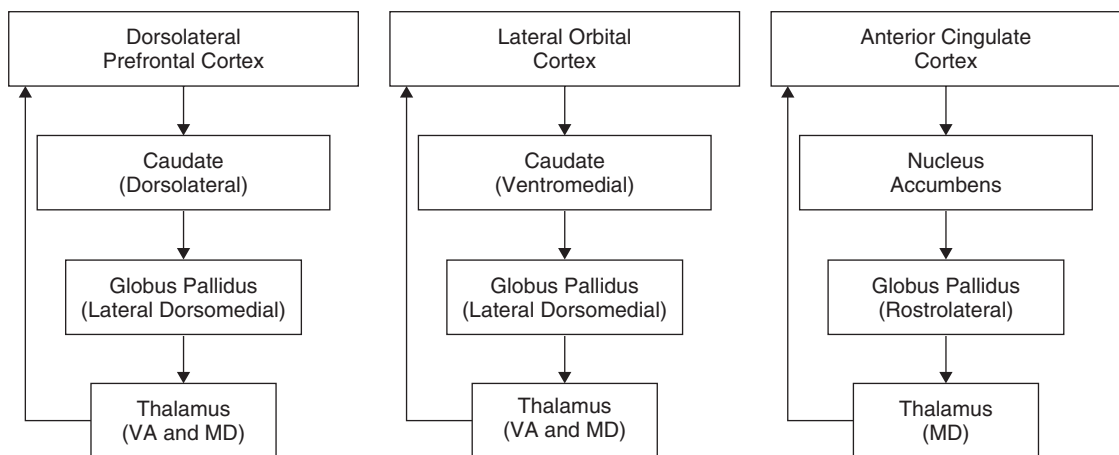 Dorsolateral
Prefrontal Cortex
Caudate
(Dorsolateral)
Globus Pallidus
(Lateral Dorsomedial)
Thalamus
(VA and MD)
Lateral Orbital
Cortex
Caudate
(Ventromedial)
Globus Pallidus
(Lateral Dorsomedial)
Thalamus
(VA and MD)
Anterior Cingulate
Cortex
Nucleus
Accumbens
Globus Pallidus
(Rostrolateral)
Thalamus
(MD)